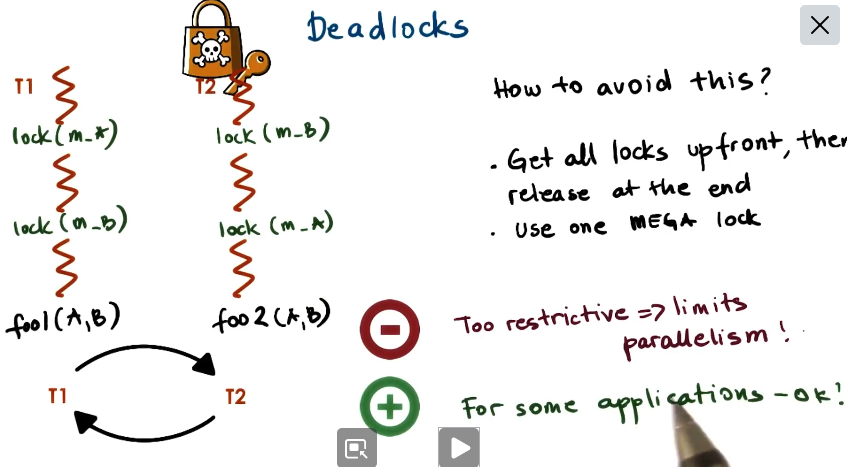 Deadlocks
T1
T2
lock(m_A)
lock(m_B)
lock(m_B)
lock(m_A)
foo1(A,B)
foo2(A,B)
T1
T2
How to avoid this?
• Get all locks upfront, then
release at the end
• Use one MEGA lock
Too restrictive => limits
parallelism!
For some applications - ok!